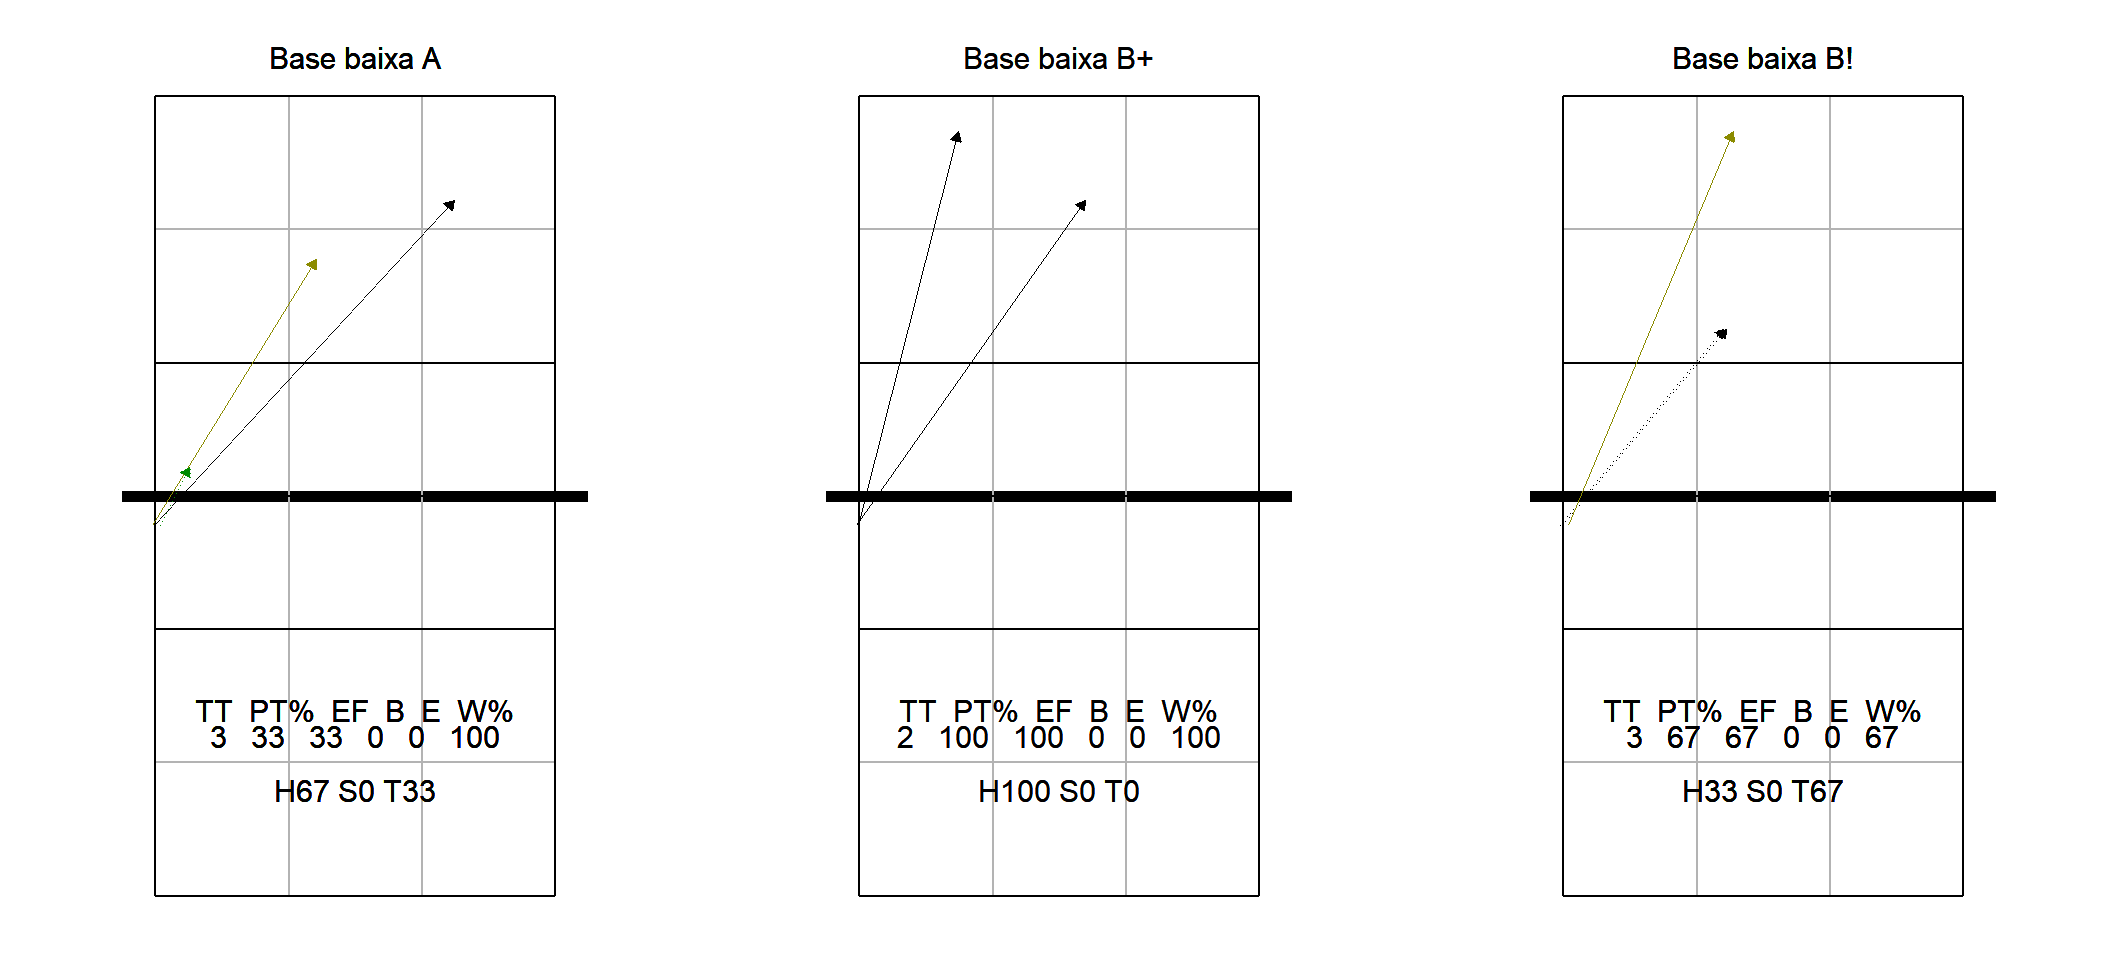 Base baixa A
TT PT% EF B E W%
3 33 33 0 0 100
H67 S0 T33
Base baixa B+
TT PT% EF B E W%
2 100 100 0 0 100
H100 S0 T0
Base baixa B!
TT PT% EF B E W%
3 67 67 0 0 67
H33 S0 T67